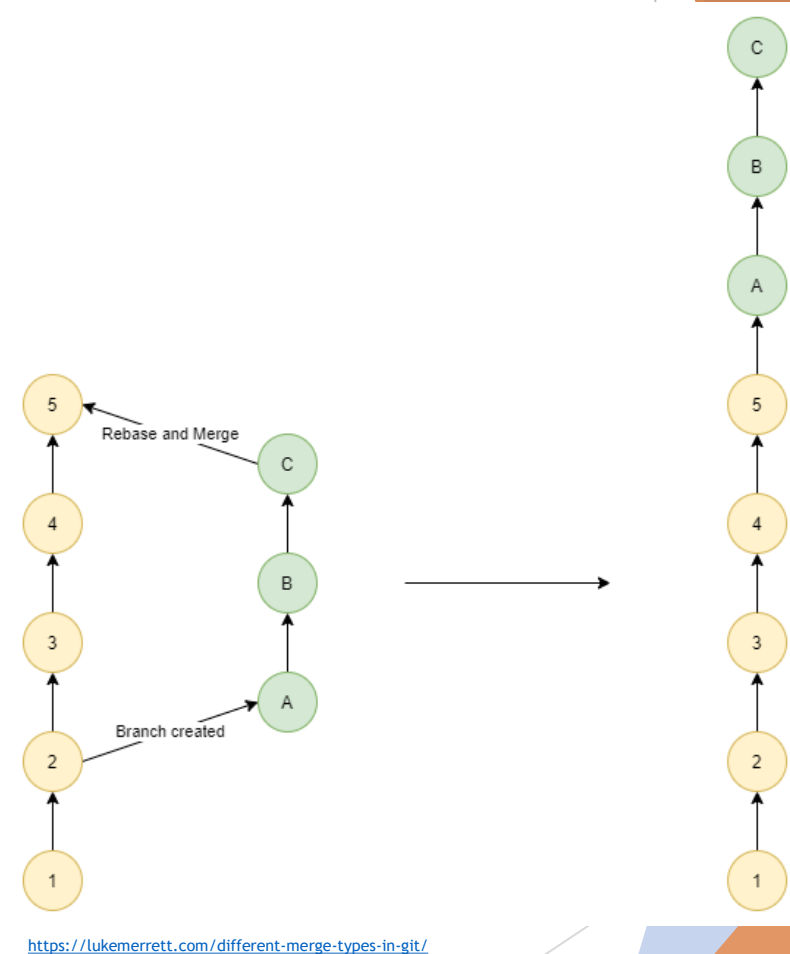 C
B
A
5
Rebase and Merge
C
5
4
4
B
3
3
A
Branch created
2
2
1
1
https://lukemerrett.com/different-merge-types-in-git/